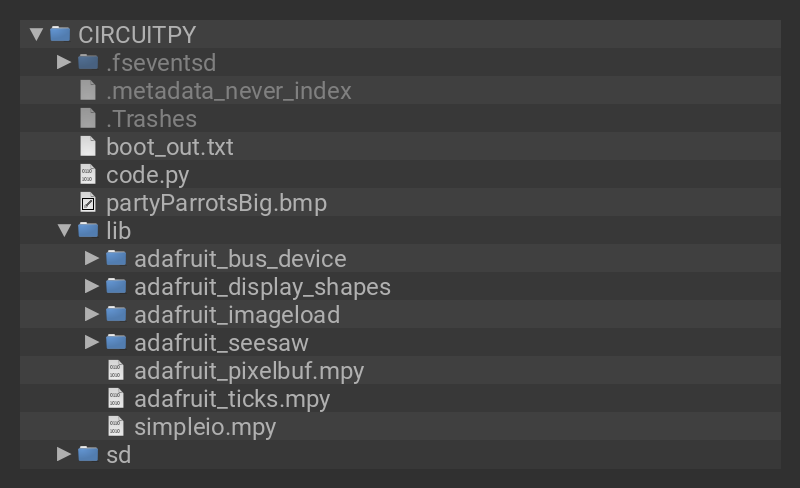 CIRCUITPY
.fseventsd
.metadata_never_index
.Trashes
boot_out.txt
code.py
partyParrotsBig.bmp
lib
adafruit_bus_device
adafruit_display_shapes
adafruit_imageload
adafruit_seesaw
adafruit_pixelbuf.mpy
adafruit_ticks.mpy
simpleio.mpy
sd